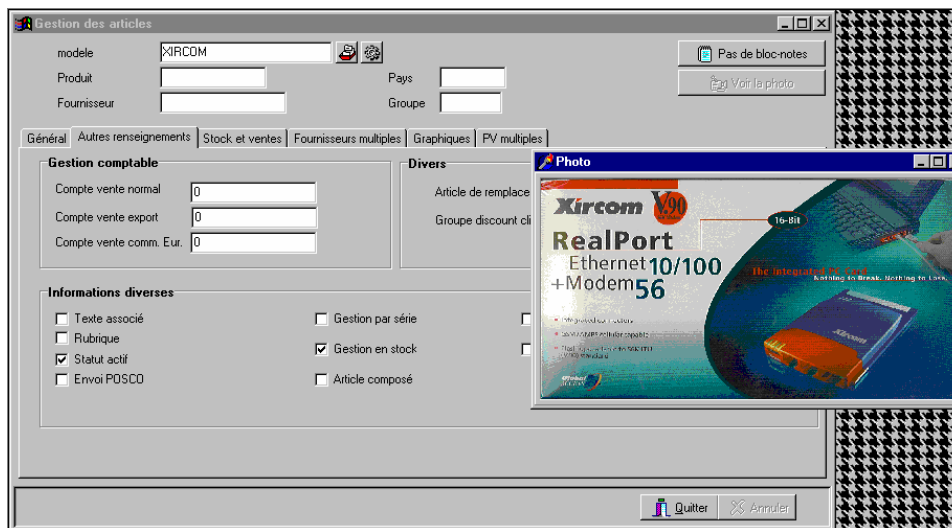 Gestion des articles
modele XIRCOM
Pas de bloc-notes
Produit
Pays
Voir la photo
Fournisseur
Groupe
Général Autres renseignements Stock et ventes Fournisseurs multiples Graphiques PV multiples
Gestion comptable
Divers
Compte vente normal 0
Article de remplace
Compte vente export 0
Groupe discount cli
Compte vente comm. Eur. 0
Informations diverses
Texte associé
Gestion par série
Rubrique
Statut actif
Gestion en stock
Envoi POSCO
Article composé
Photo
Xircom V.90
16-Bit
RealPort
Ethernet 10/100
+Modem 56
The Integrated PC Card.
Nothing to Break. Nothing to Lose.
Quitter Annuler